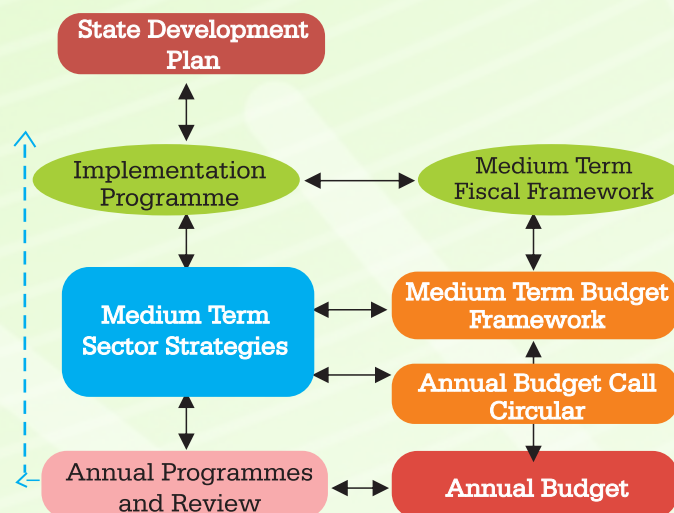 State Development
Plan
Implementation
Programme
Medium Term
Fiscal Framework
Medium Term
Sector Strategies
Medium Term Budget
Framework
Annual Budget Call
Circular
Annual Programmes
and Review
Annual Budget